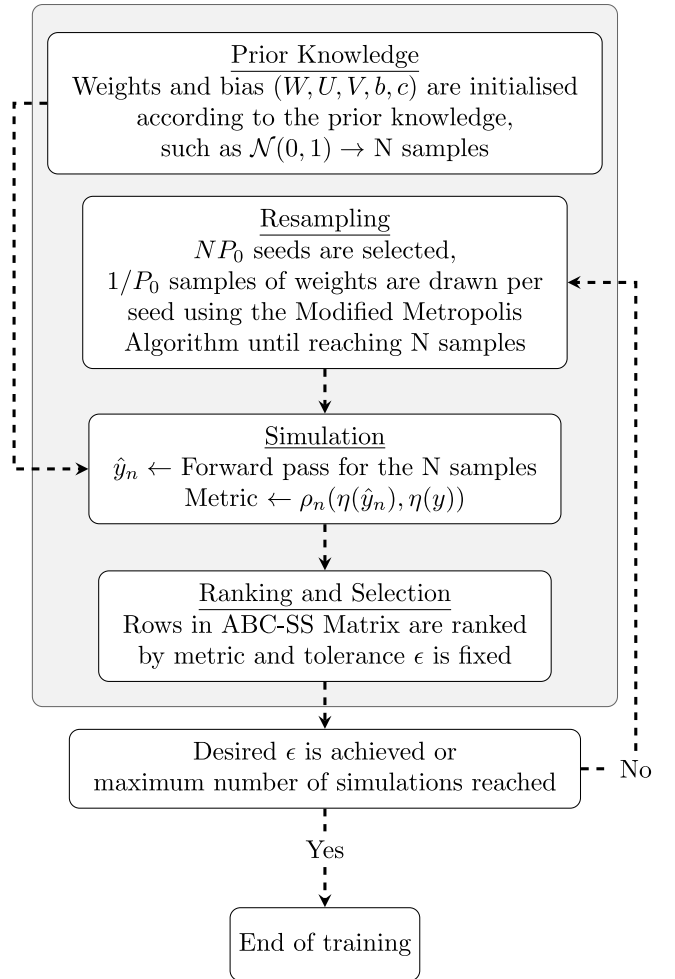 Prior Knowledge
Weights and bias (W, U, V, b, c) are initialised
according to the prior knowledge,
such as 𝒩(0, 1) → N samples
Resampling
NP₀ seeds are selected,
1/P₀ samples of weights are drawn per
seed using the Modified Metropolis
Algorithm until reaching N samples
Simulation
ŷₙ ← Forward pass for the N samples
Metric ← ρₙ(η(ŷₙ), η(y))
Ranking and Selection
Rows in ABC-SS Matrix are ranked
by metric and tolerance ϵ is fixed
Desired ϵ is achieved or
maximum number of simulations reached
No
Yes
End of training